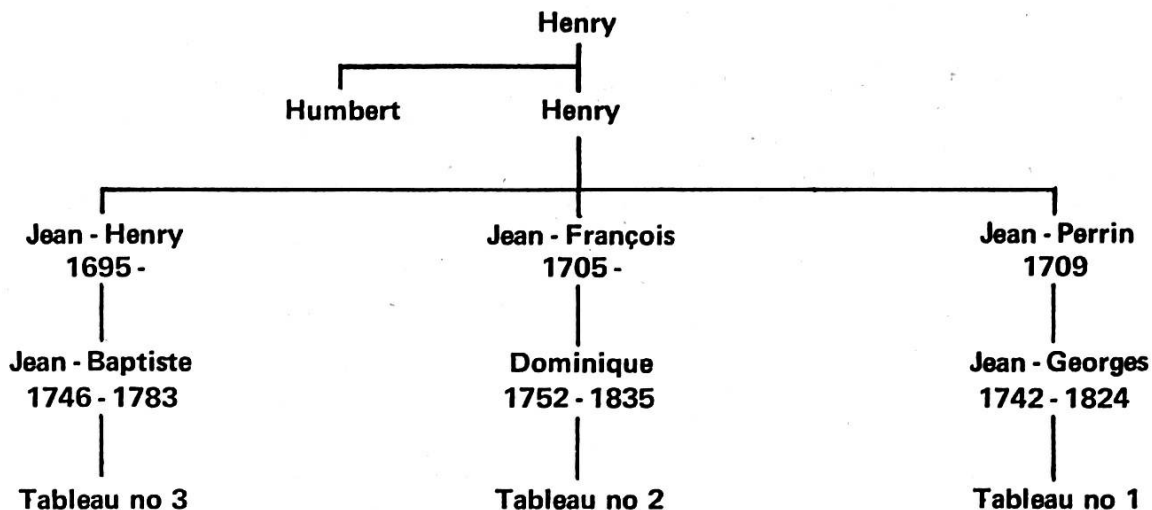 Henry
Humbert Henry
Jean - Henry Jean - François Jean - Perrin
1695 - 1705 - 1709
Jean - Baptiste Dominique Jean - Georges
1746 - 1783 1752 - 1835 1742 - 1824
Tableau no 3 Tableau no 2 Tableau no 1